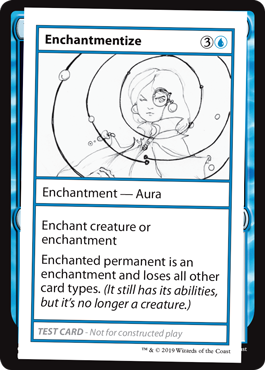 Enchantmentize 3
Enchantment — Aura
Enchant creature or
enchantment
Enchanted permanent is an
enchantment and loses all other
card types. (It still has its abilities,
but it's no longer a creature.)
TEST CARD - Not for constructed play
™ & © 2019 Wizards of the Coast